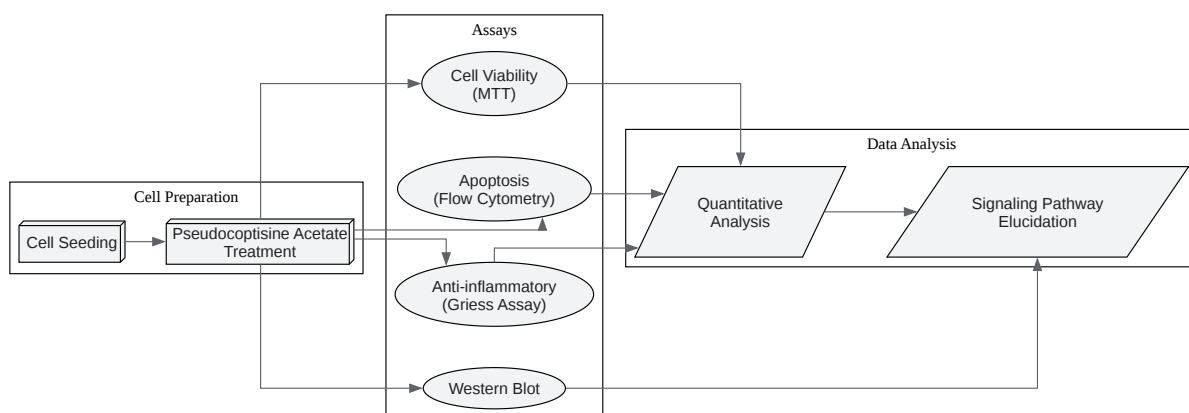 Assays
Cell Viability
(MTT)
Data Analysis
Apoptosis
(Flow Cytometry)
Quantitative
Analysis
Signaling Pathway
Elucidation
Cell Preparation
Cell Seeding
Pseudocoptisine Acetate
Treatment
Anti-inflammatory
(Griess Assay)
Western Blot